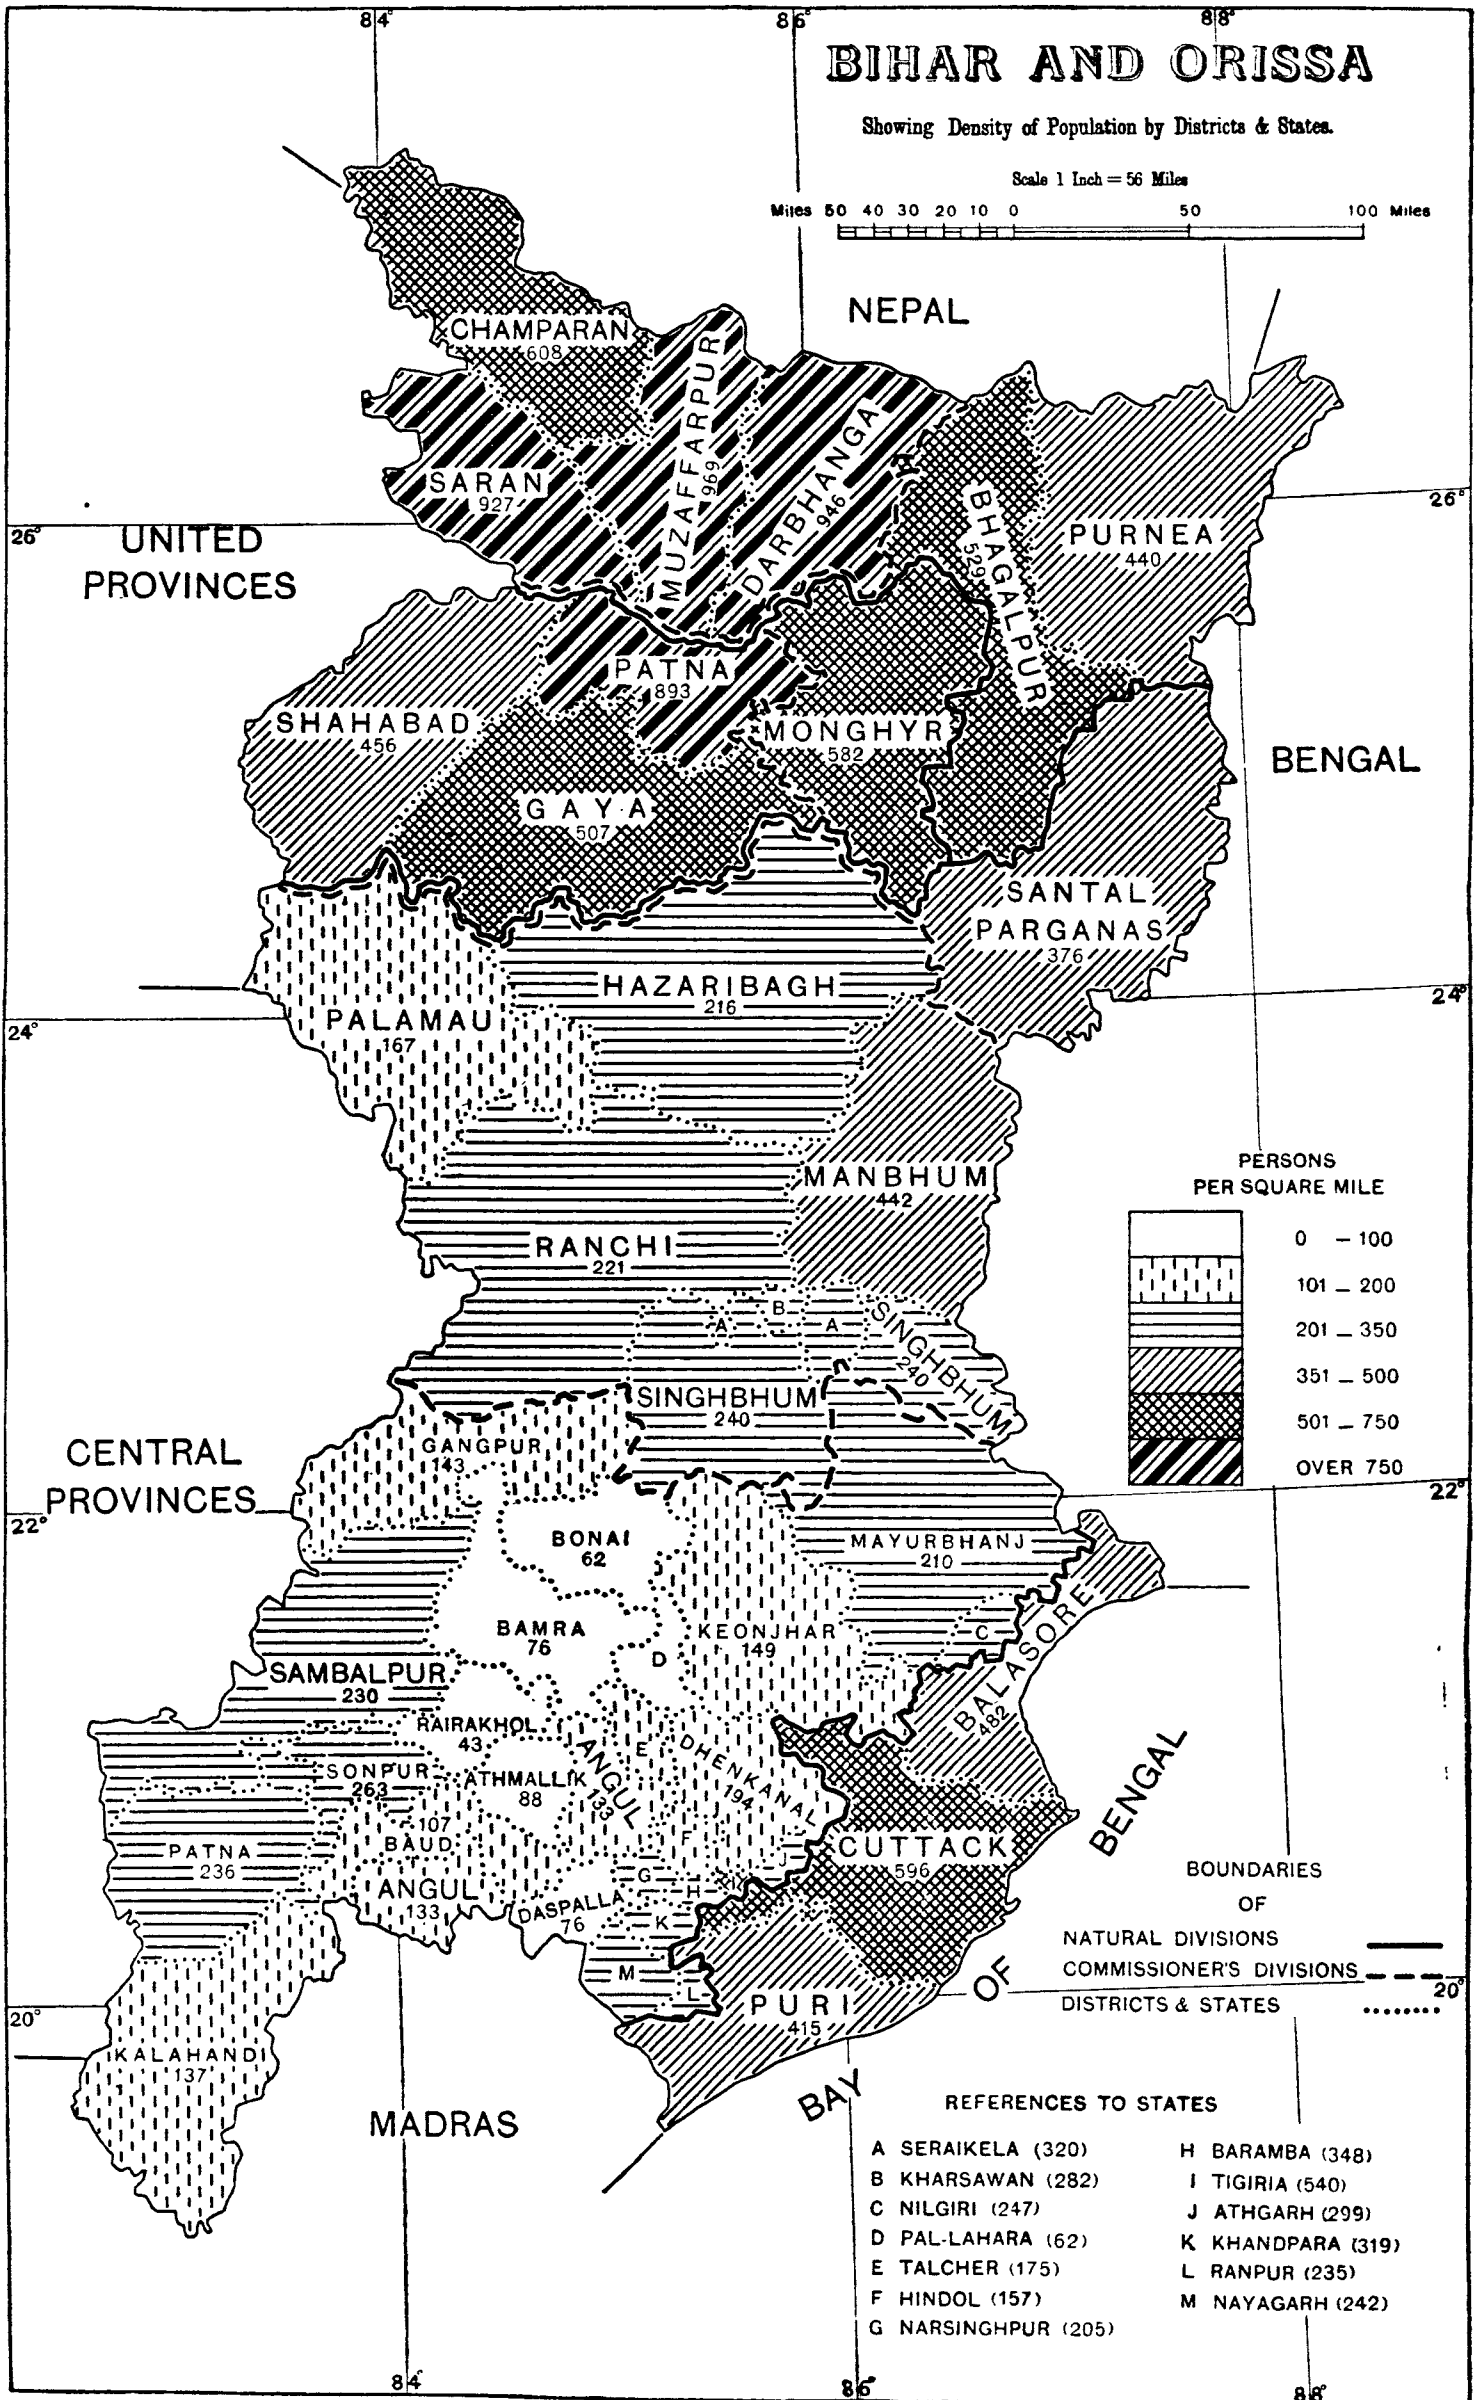 84°
86°
88°
BIHAR AND ORISSA
Showing Density of Population by Districts & States.
Scale 1 Inch = 56 Miles
Miles 50 40 30 20 10 0 50 100 Miles
NEPAL
CHAMPARAN
608
MUZAFFARPUR
969
DARBHANGA
946
SARAN
927
BHAGALPUR
529
PURNEA
440
26°
26°
UNITED
PROVINCES
PATNA
893
SHAHABAD
456
MONGHYR
582
BENGAL
GAYA
507
SANTAL
PARGANAS
376
HAZARIBAGH
216
24°
24°
PALAMAU
167
MANBHUM
442
RANCHI
221
PERSONS
PER SQUARE MILE
0 – 100
101 – 200
201 – 350
351 – 500
501 – 750
OVER 750
A
B
A
SINGHBHUM
240
SINGHBHUM
240
CENTRAL
PROVINCES
GANGPUR
143
22°
22°
BONAI
62
MAYURBHANJ
210
BAMRA
76
D
KEONJHAR
149
C
BALASORE
482
SAMBALPUR
230
RAIRAKHOL
43
SONPUR
263
ATHMALLIK
88
ANGUL
133
E
DHENKANAL
194
F
107
BAUD
PATNA
236
ANGUL
133
DASPALLA
76
G
H
I
J
K
L
M
CUTTACK
596
PURI
415
BAY
OF
BENGAL
BOUNDARIES
OF
NATURAL DIVISIONS
COMMISSIONER'S DIVISIONS
DISTRICTS & STATES
20°
20°
KALAHANDI
137
MADRAS
REFERENCES TO STATES
A SERAIKELA (320)
B KHARSAWAN (282)
C NILGIRI (247)
D PAL-LAHARA (62)
E TALCHER (175)
F HINDOL (157)
G NARSINGHPUR (205)
H BARAMBA (348)
I TIGIRIA (540)
J ATHGARH (299)
K KHANDPARA (319)
L RANPUR (235)
M NAYAGARH (242)
84°
86°
88°